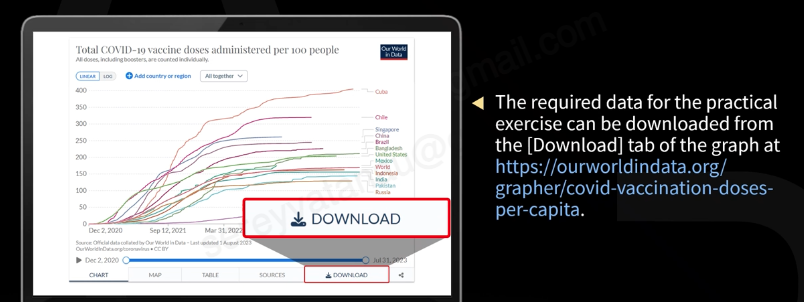 Total COVID-19 vaccine doses administered per 100 people
All doses, including boosters, are counted individually.
Our World
in Data
LINEAR LOG
Add country or region
All together
400
350
300
250
200
150
100
50
0
Cuba
Chile
Singapore
China
Brazil
Bangladesh
United States
Mexico
World
Indonesia
India
Pakistan
Russia
Dec 2, 2020
Sep 12, 2021
Mar 31, 2022
Source: Official data collated by Our World in Data – Last updated 1 August 2023
OurWorldInData.org/coronavirus • CC BY
Dec 2, 2020
Jul 31, 2023
CHART
MAP
TABLE
SOURCES
DOWNLOAD
DOWNLOAD
The required data for the practical
exercise can be downloaded from
the [Download] tab of the graph at
https://ourworldindata.org/
grapher/covid-vaccination-doses-
per-capita.